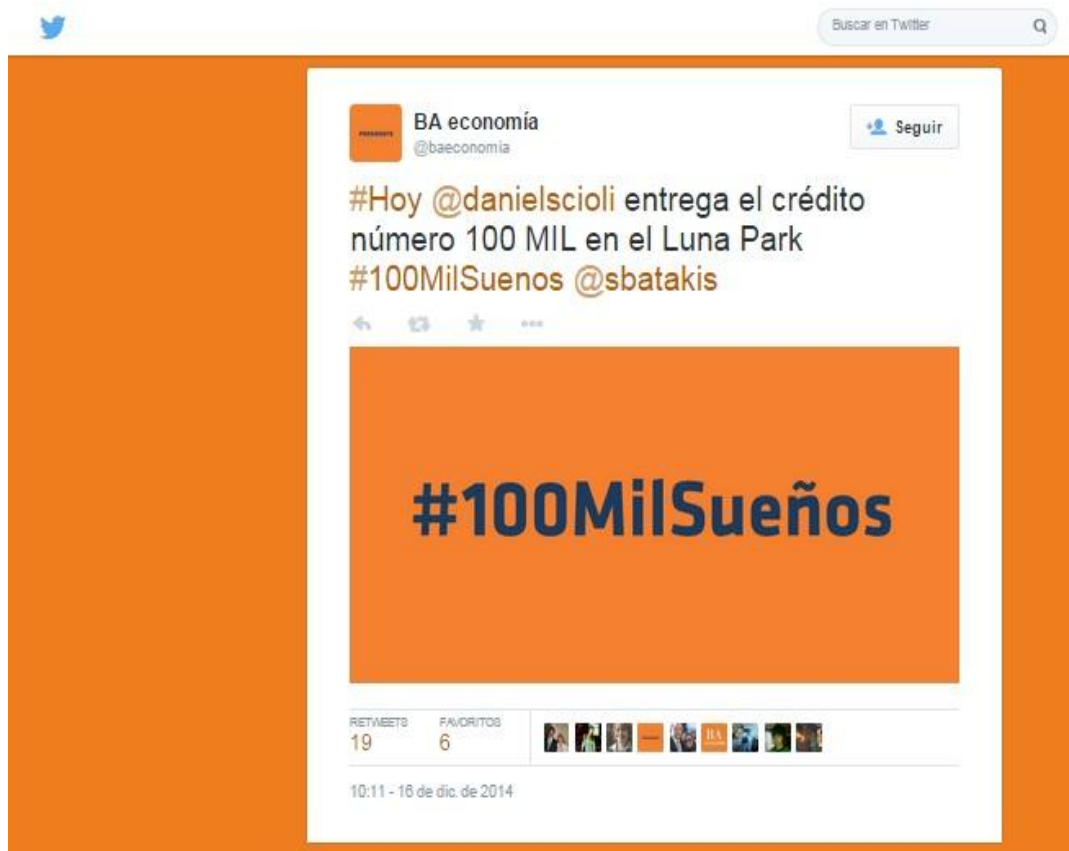 Buscar en Twitter
BA economía
@baeconomia
Seguir
#Hoy @danielscioli entrega el crédito
número 100 MIL en el Luna Park
#100MilSuenos @sbatakis
#100MilSueños
RETWEETS FAVORITOS
19 6
BA
10:11 - 16 de dic. de 2014